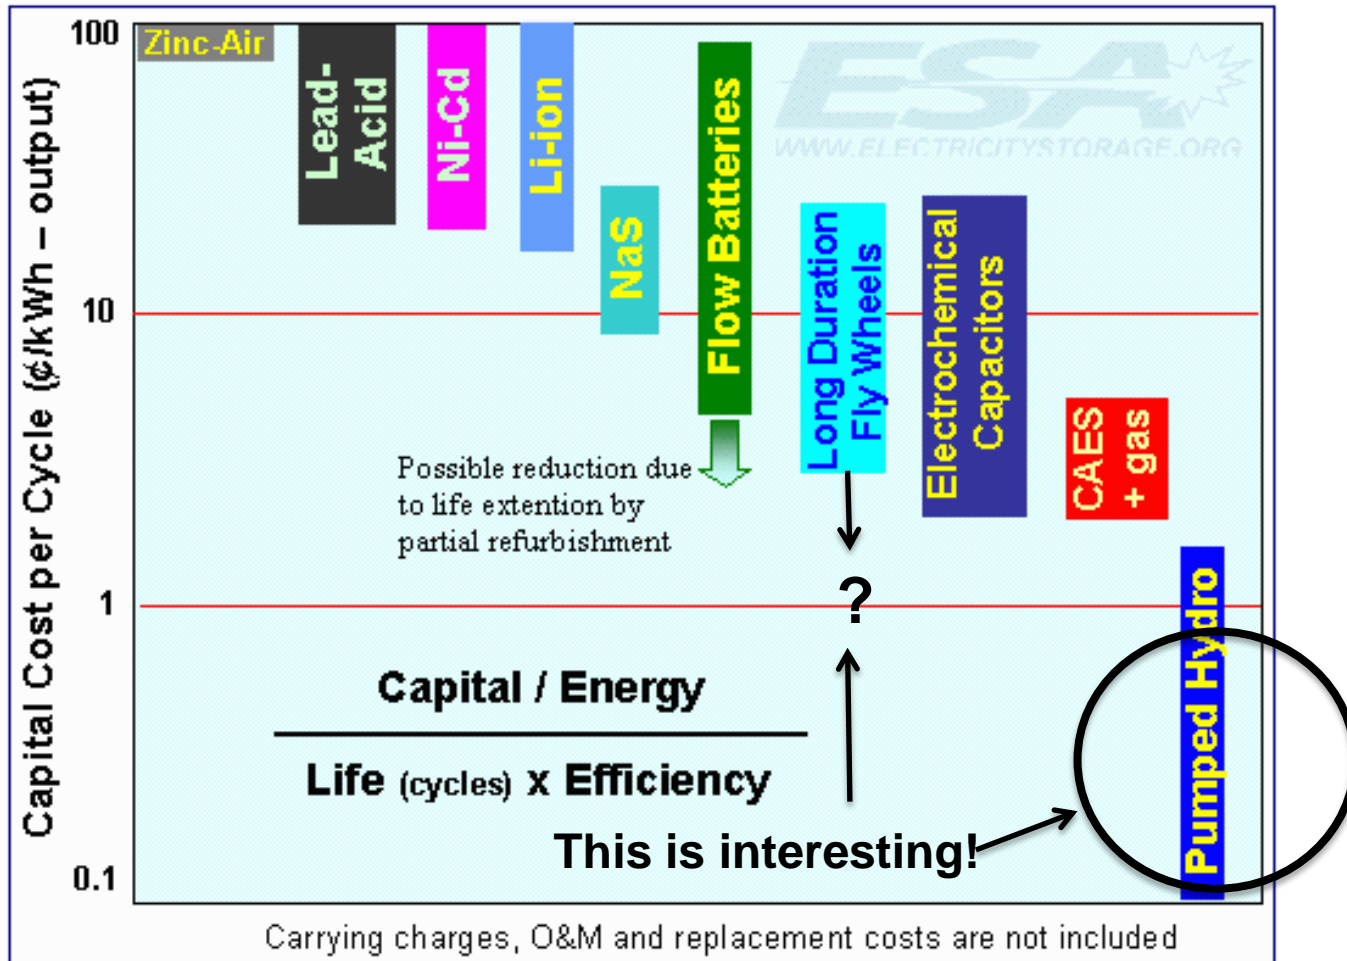 Capital Cost per Cycle (¢/kWh – output)
100
10
1
0.1
Zinc-Air
Lead-
Acid
Ni-Cd
Li-ion
NaS
Flow Batteries
Long Duration
Fly Wheels
Electrochemical
Capacitors
CAES
+ gas
Pumped Hydro
ESA
WWW.ELECTRICITYSTORAGE.ORG
Possible reduction due
to life extention by
partial refurbishment
?
Capital / Energy
Life (cycles) x Efficiency
This is interesting!
Carrying charges, O&M and replacement costs are not included